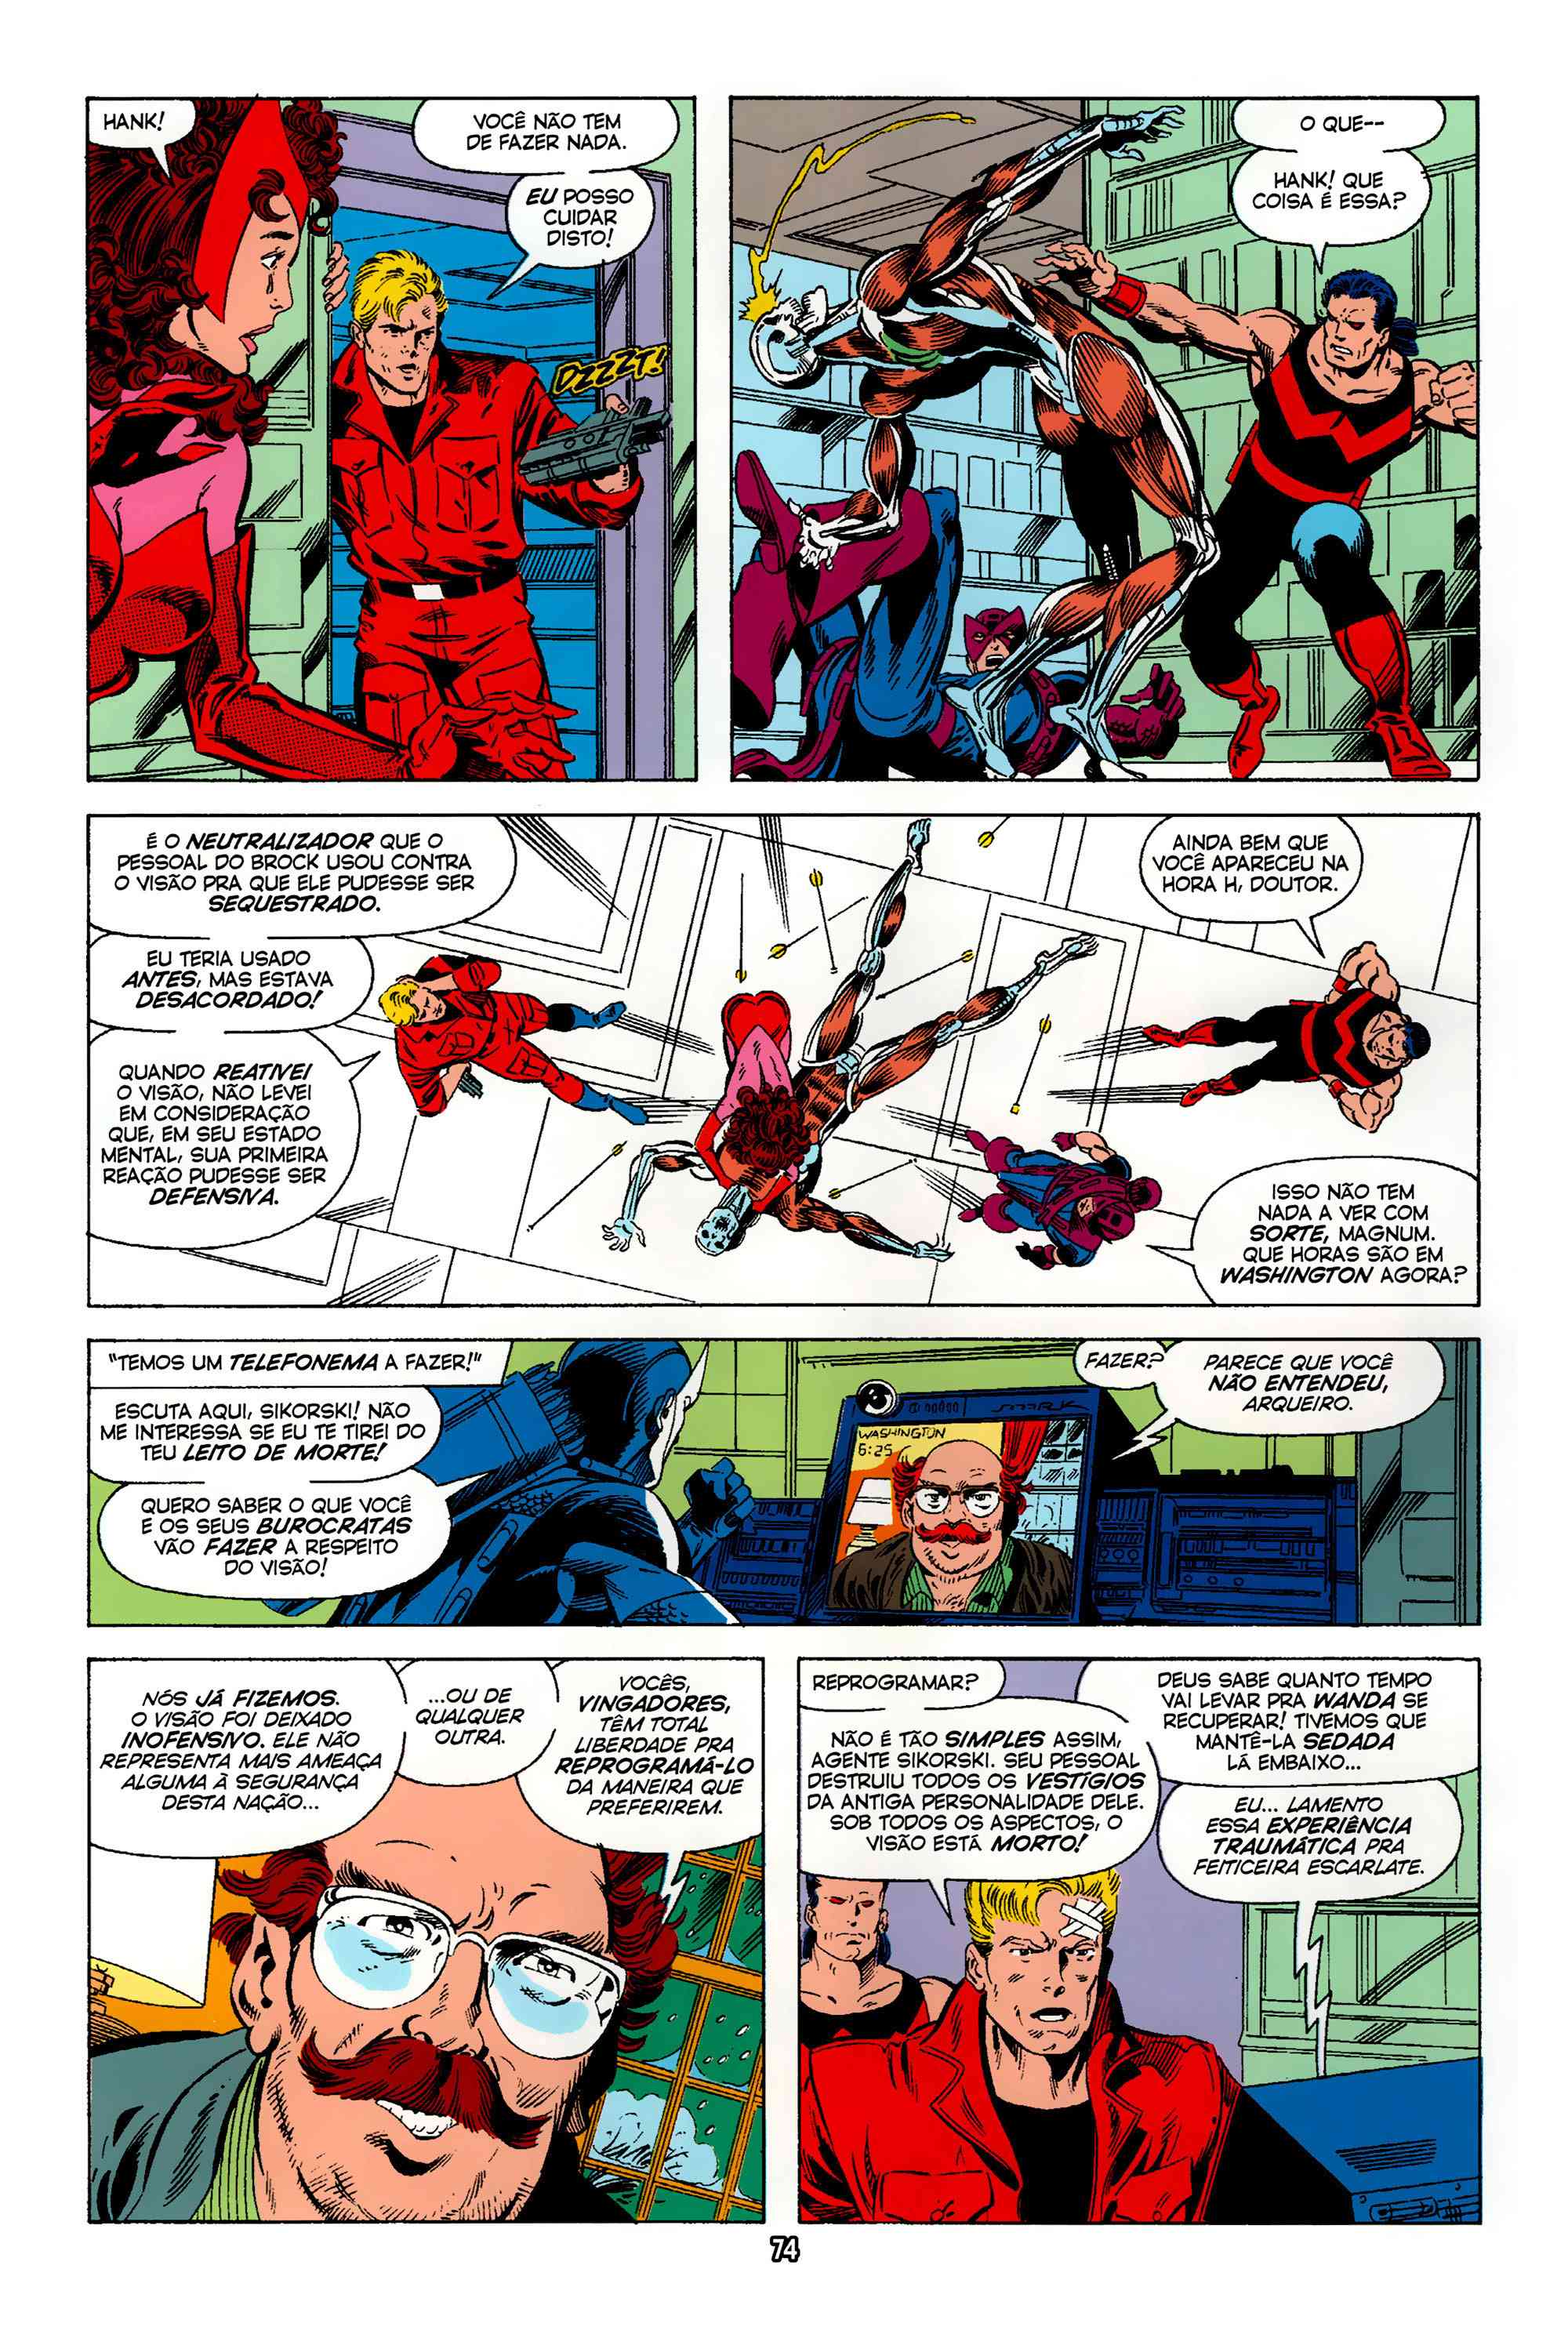 HANK!
VOCÊ NÃO TEM
DE FAZER NADA.
EU POSSO
CUIDAR
DISTO!
DZZZT!
O QUE--
HANK! QUE
COISA É ESSA?
É O NEUTRALIZADOR QUE O
PESSOAL DO BROCK USOU CONTRA
O VISÃO PRA QUE ELE PUDESSE SER
SEQUESTRADO.
EU TERIA USADO
ANTES, MAS ESTAVA
DESACORDADO!
QUANDO REATIVEI
O VISÃO, NÃO LEVEI
EM CONSIDERAÇÃO
QUE, EM SEU ESTADO
MENTAL, SUA PRIMEIRA
REAÇÃO PUDESSE SER
DEFENSIVA.
AINDA BEM QUE
VOCÊ APARECEU NA
HORA H, DOUTOR.
ISSO NÃO TEM
NADA A VER COM
SORTE, MAGNUM.
QUE HORAS SÃO EM
WASHINGTON AGORA?
"TEMOS UM TELEFONEMA A FAZER!"
ESCUTA AQUI, SIKORSKI! NÃO
ME INTERESSA SE EU TE TIREI DO
TEU LEITO DE MORTE!
QUERO SABER O QUE VOCÊ
E OS SEUS BUROCRATAS
VÃO FAZER A RESPEITO
DO VISÃO!
WASHINGTON
6:25
FAZER?
PARECE QUE VOCÊ
NÃO ENTENDEU,
ARQUEIRO.
NÓS JÁ FIZEMOS.
O VISÃO FOI DEIXADO
INOFENSIVO. ELE NÃO
REPRESENTA MAIS AMEAÇA
ALGUMA À SEGURANÇA
DESTA NAÇÃO...
...OU DE
QUALQUER
OUTRA.
VOCÊS,
VINGADORES,
TÊM TOTAL
LIBERDADE PRA
REPROGRAMÁ-LO
DA MANEIRA QUE
PREFERIREM.
REPROGRAMAR?
NÃO É TÃO SIMPLES ASSIM,
AGENTE SIKORSKI. SEU PESSOAL
DESTRUIU TODOS OS VESTÍGIOS
DA ANTIGA PERSONALIDADE DELE.
SOB TODOS OS ASPECTOS, O
VISÃO ESTÁ MORTO!
DEUS SABE QUANTO TEMPO
VAI LEVAR PRA WANDA SE
RECUPERAR! TIVEMOS QUE
MANTÊ-LA SEDADA
LÁ EMBAIXO...
EU... LAMENTO
ESSA EXPERIÊNCIA
TRAUMÁTICA PRA
FEITICEIRA ESCARLATE.
74